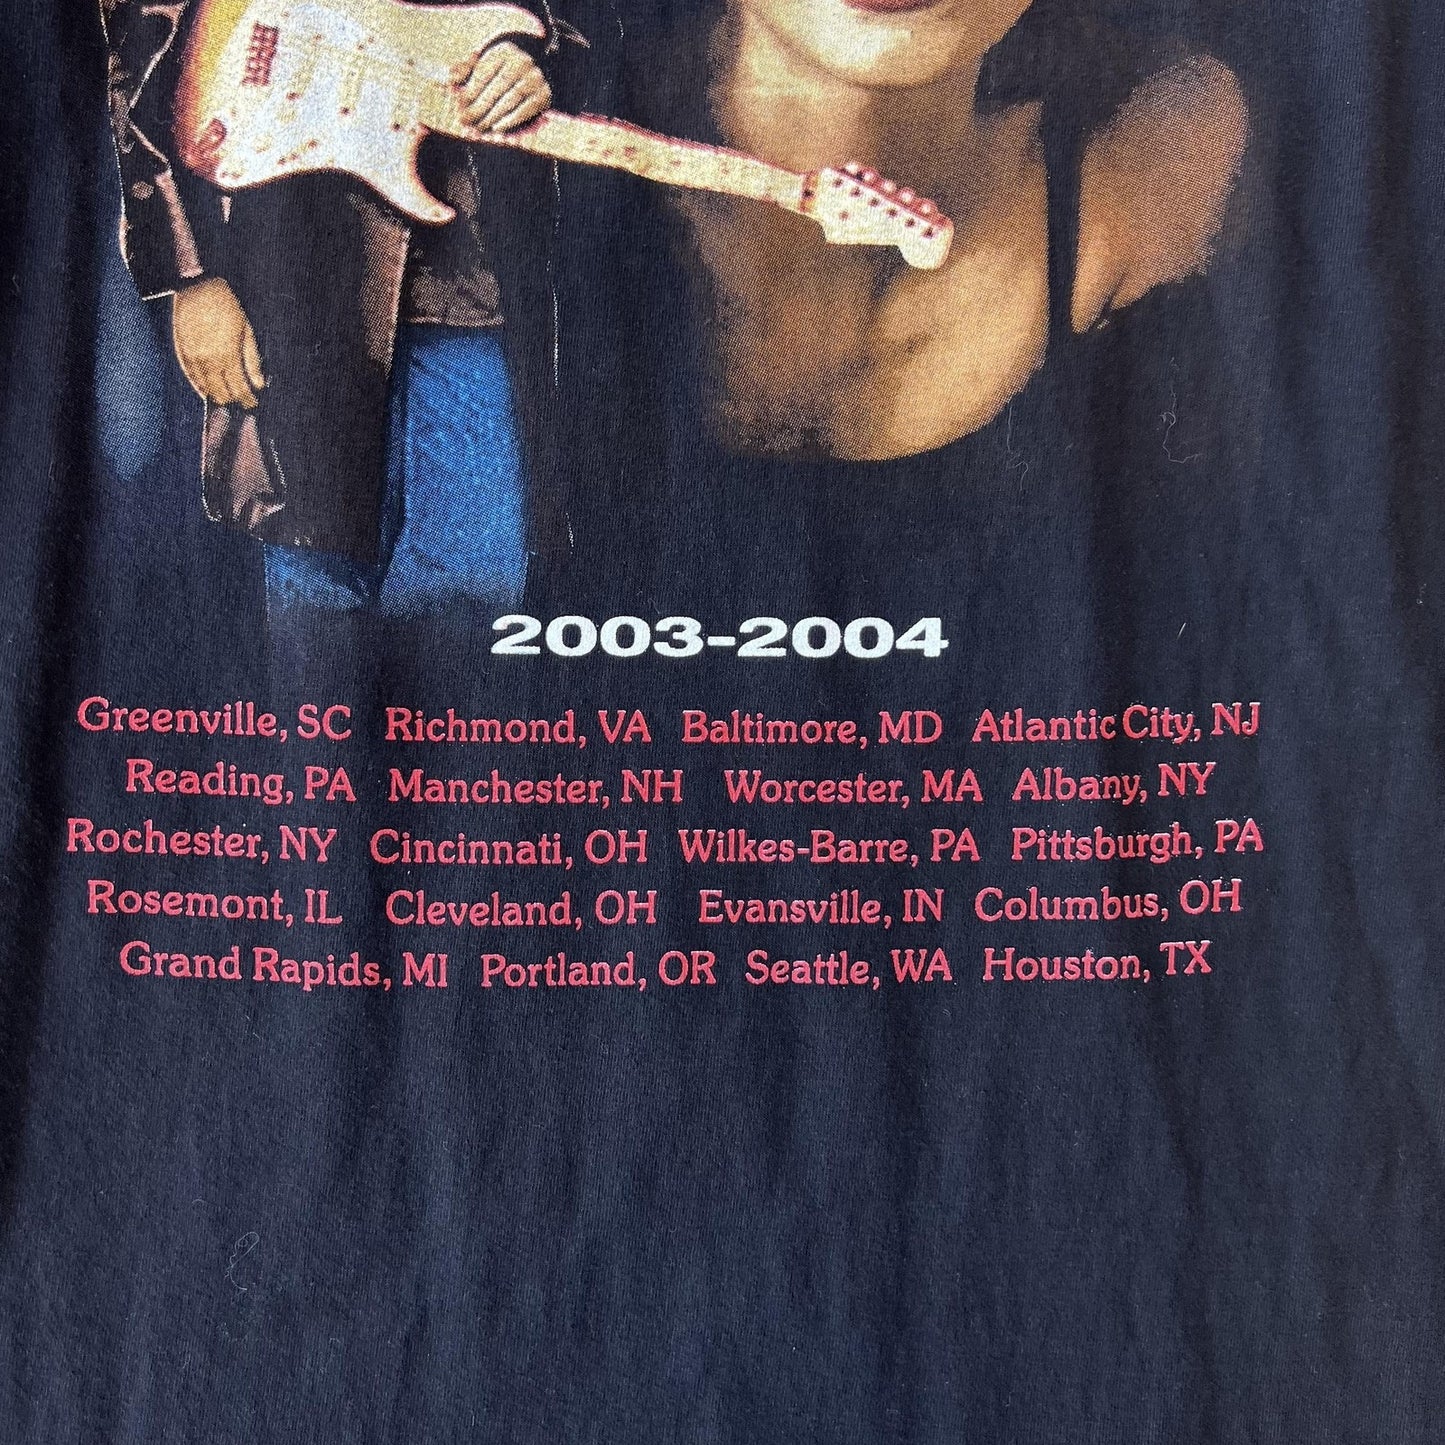 2003-2004
Greenville, SC Richmond, VA Baltimore, MD Atlantic City, NJ
Reading, PA Manchester, NH Worcester, MA Albany, NY
Rochester, NY Cincinnati, OH Wilkes-Barre, PA Pittsburgh, PA
Rosemont, IL Cleveland, OH Evansville, IN Columbus, OH
Grand Rapids, MI Portland, OR Seattle, WA Houston, TX